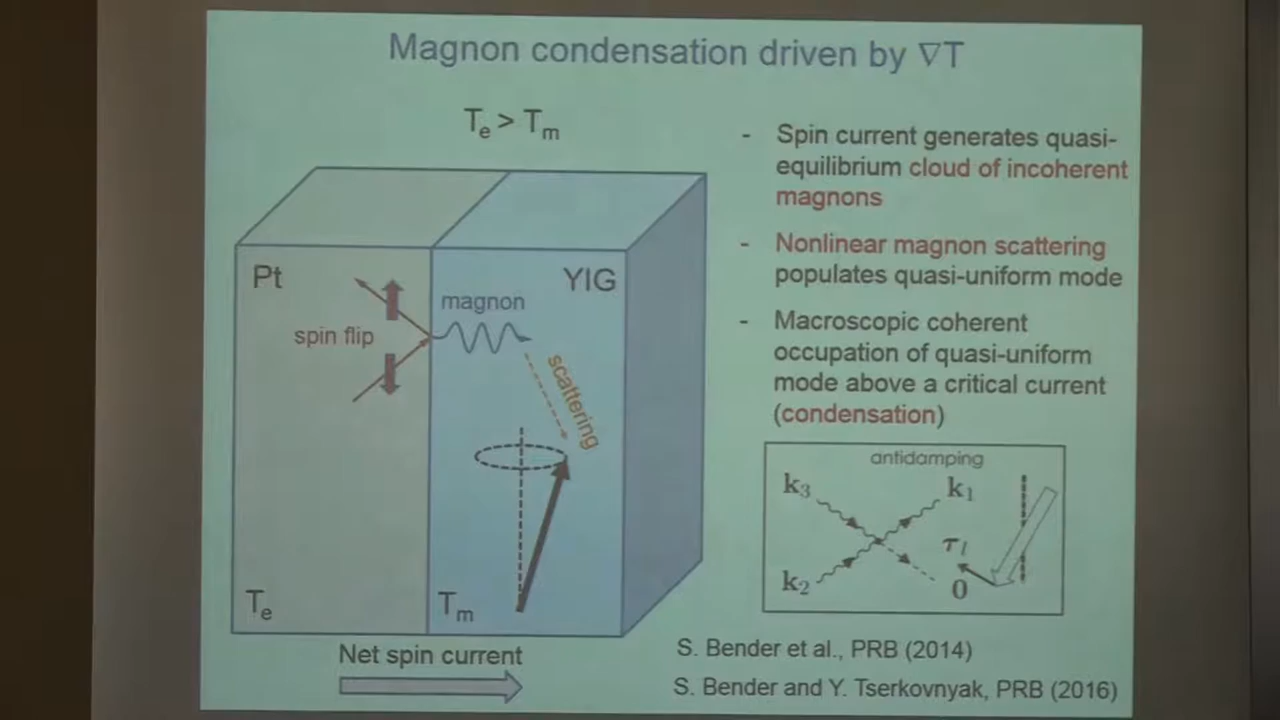 Magnon condensation driven by ∇T
Te > Tm
- Spin current generates quasi-
equilibrium cloud of incoherent
magnons
- Nonlinear magnon scattering
populates quasi-uniform mode
- Macroscopic coherent
occupation of quasi-uniform
mode above a critical current
(condensation)
Pt
YIG
magnon
spin flip
scattering
Te
Tm
Net spin current
antidamping
k3
k1
τl
k2
0
S. Bender et al., PRB (2014)
S. Bender and Y. Tserkovnyak, PRB (2016)